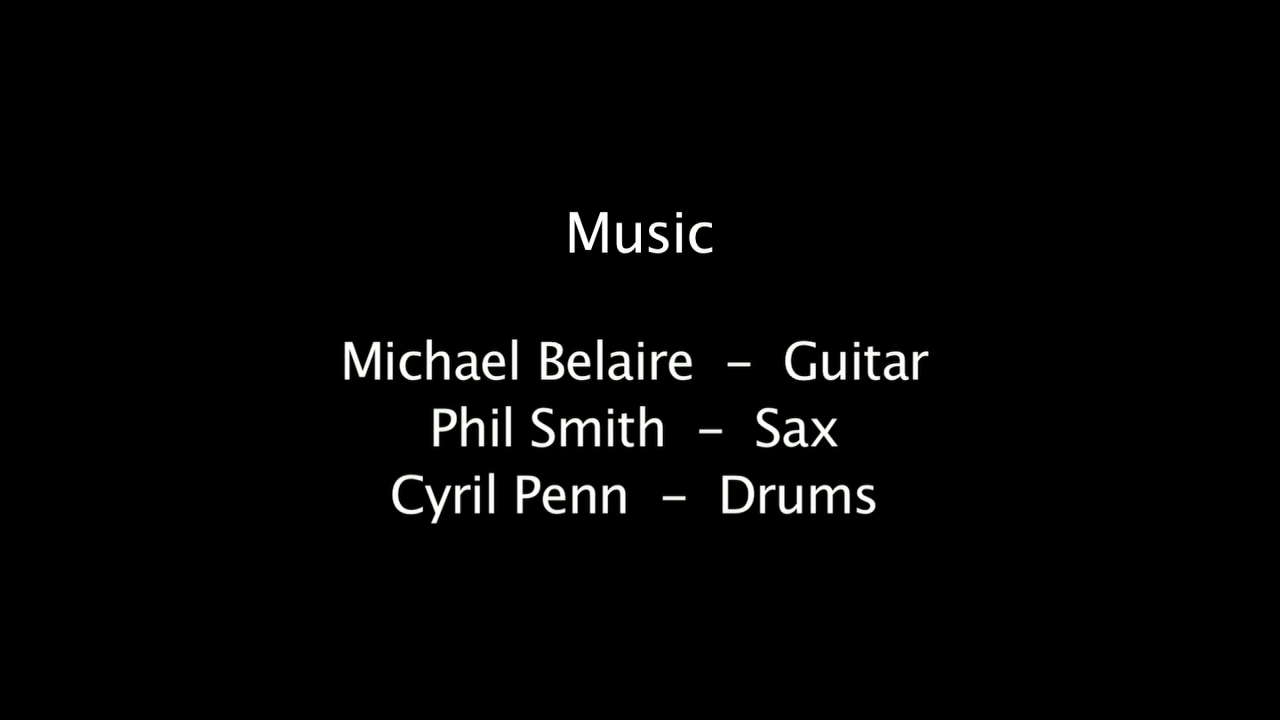 Music
Michael Belaire – Guitar
Phil Smith – Sax
Cyril Penn – Drums